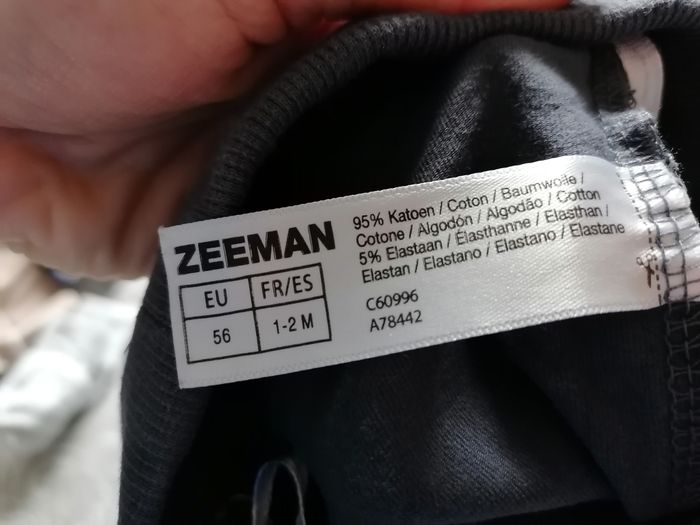 ZEEMAN
EU FR/ES
56 1-2 M
95% Katoen / Coton / Baumwolle /
Cotone / Algodón / Algodão / Cotton
5% Elastaan / Élasthanne / Elasthan /
Elastan / Elastano / Elastano / Elastane
C60996
A78442